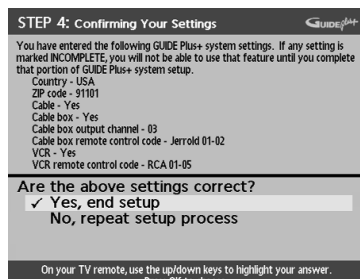 STEP 4: Confirming Your Settings GUIDE Plus+
You have entered the following GUIDE Plus+ system settings. If any setting is
marked INCOMPLETE, you will not be able to use that feature until you complete
that portion of GUIDE Plus+ system setup.
Country - USA
ZIP code - 91101
Cable - Yes
Cable box - Yes
Cable box output channel - 03
Cable box remote control code - Jerrold 01-02
VCR - Yes
VCR remote control code - RCA 01-05
Are the above settings correct?
✓ Yes, end setup
No, repeat setup process
On your TV remote, use the up/down keys to highlight your answer.